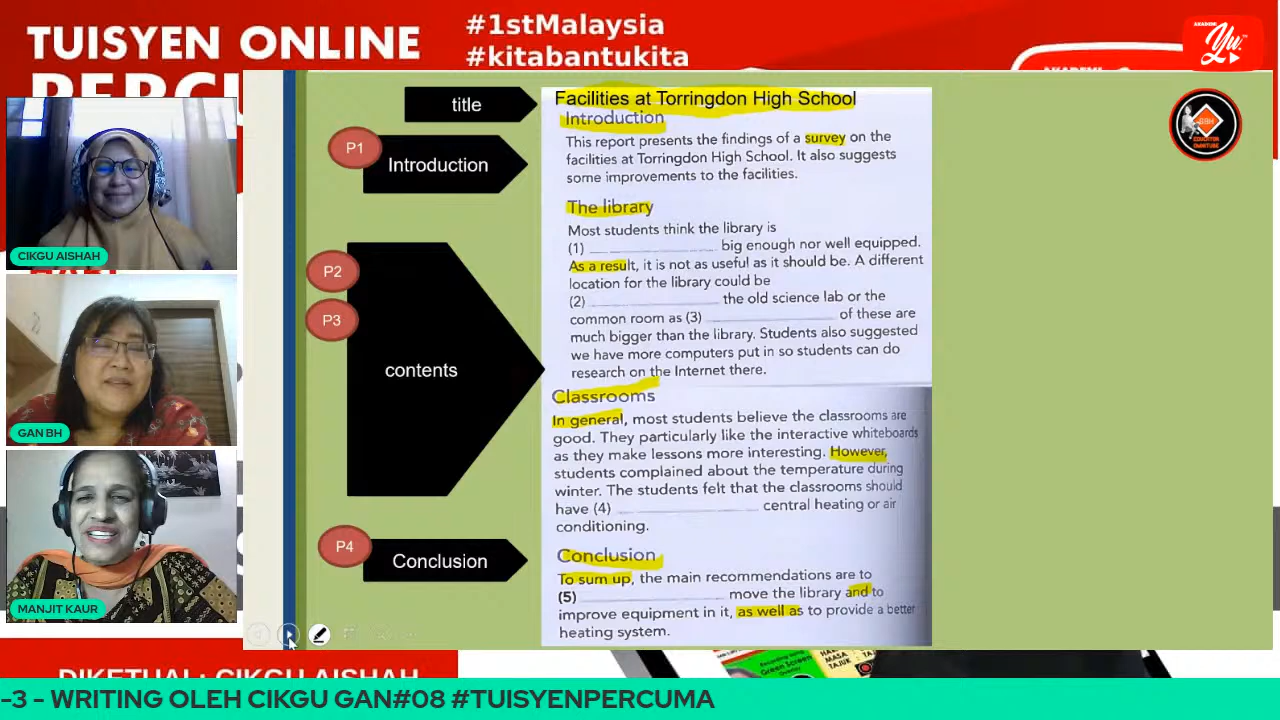 TUISYEN ONLINE
#1stMalaysia
#kitabantukita
CIKGU AISHAH
GAN BH
MANJIT KAUR
title
P1
Introduction
P2
P3
contents
P4
Conclusion
Facilities at Torringdon High School
Introduction
This report presents the findings of a survey on the
facilities at Torringdon High School. It also suggests
some improvements to the facilities.
The library
Most students think the library is
(1) ________ big enough nor well equipped.
As a result, it is not as useful as it should be. A different
location for the library could be
(2) ________ the old science lab or the
common room as (3) ________ of these are
much bigger than the library. Students also suggested
we have more computers put in so students can do
research on the Internet there.
Classrooms
In general, most students believe the classrooms are
good. They particularly like the interactive whiteboards
as they make lessons more interesting. However,
students complained about the temperature during
winter. The students felt that the classrooms should
have (4) ________ central heating or air
conditioning.
Conclusion
To sum up, the main recommendations are to
(5) ________ move the library and to
improve equipment in it, as well as to provide a better
heating system.
-3 - WRITING OLEH CIKGU GAN#08 #TUISYENPERCUMA